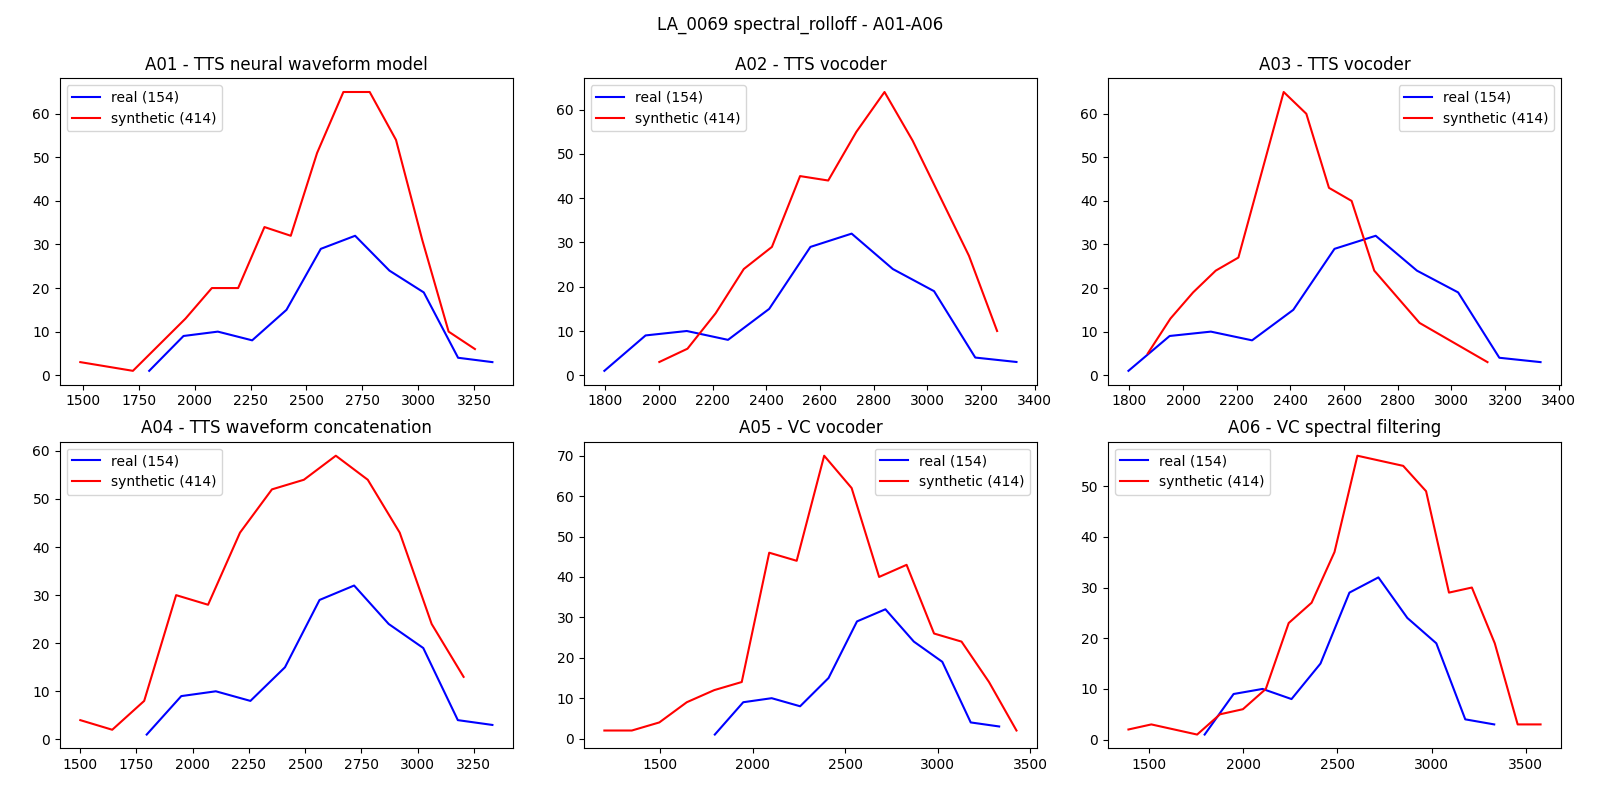 LA_0069 spectral_rolloff - A01-A06
A01 - TTS neural waveform model
real (154)
synthetic (414)
60
50
40
30
20
10
0
1500 1750 2000 2250 2500 2750 3000 3250
A02 - TTS vocoder
real (154)
synthetic (414)
60
50
40
30
20
10
0
1800 2000 2200 2400 2600 2800 3000 3200 3400
A03 - TTS vocoder
real (154)
synthetic (414)
60
50
40
30
20
10
0
1800 2000 2200 2400 2600 2800 3000 3200 3400
A04 - TTS waveform concatenation
real (154)
synthetic (414)
60
50
40
30
20
10
0
1500 1750 2000 2250 2500 2750 3000 3250
A05 - VC vocoder
real (154)
synthetic (414)
70
60
50
40
30
20
10
0
1500 2000 2500 3000 3500
A06 - VC spectral filtering
real (154)
synthetic (414)
50
40
30
20
10
0
1500 2000 2500 3000 3500